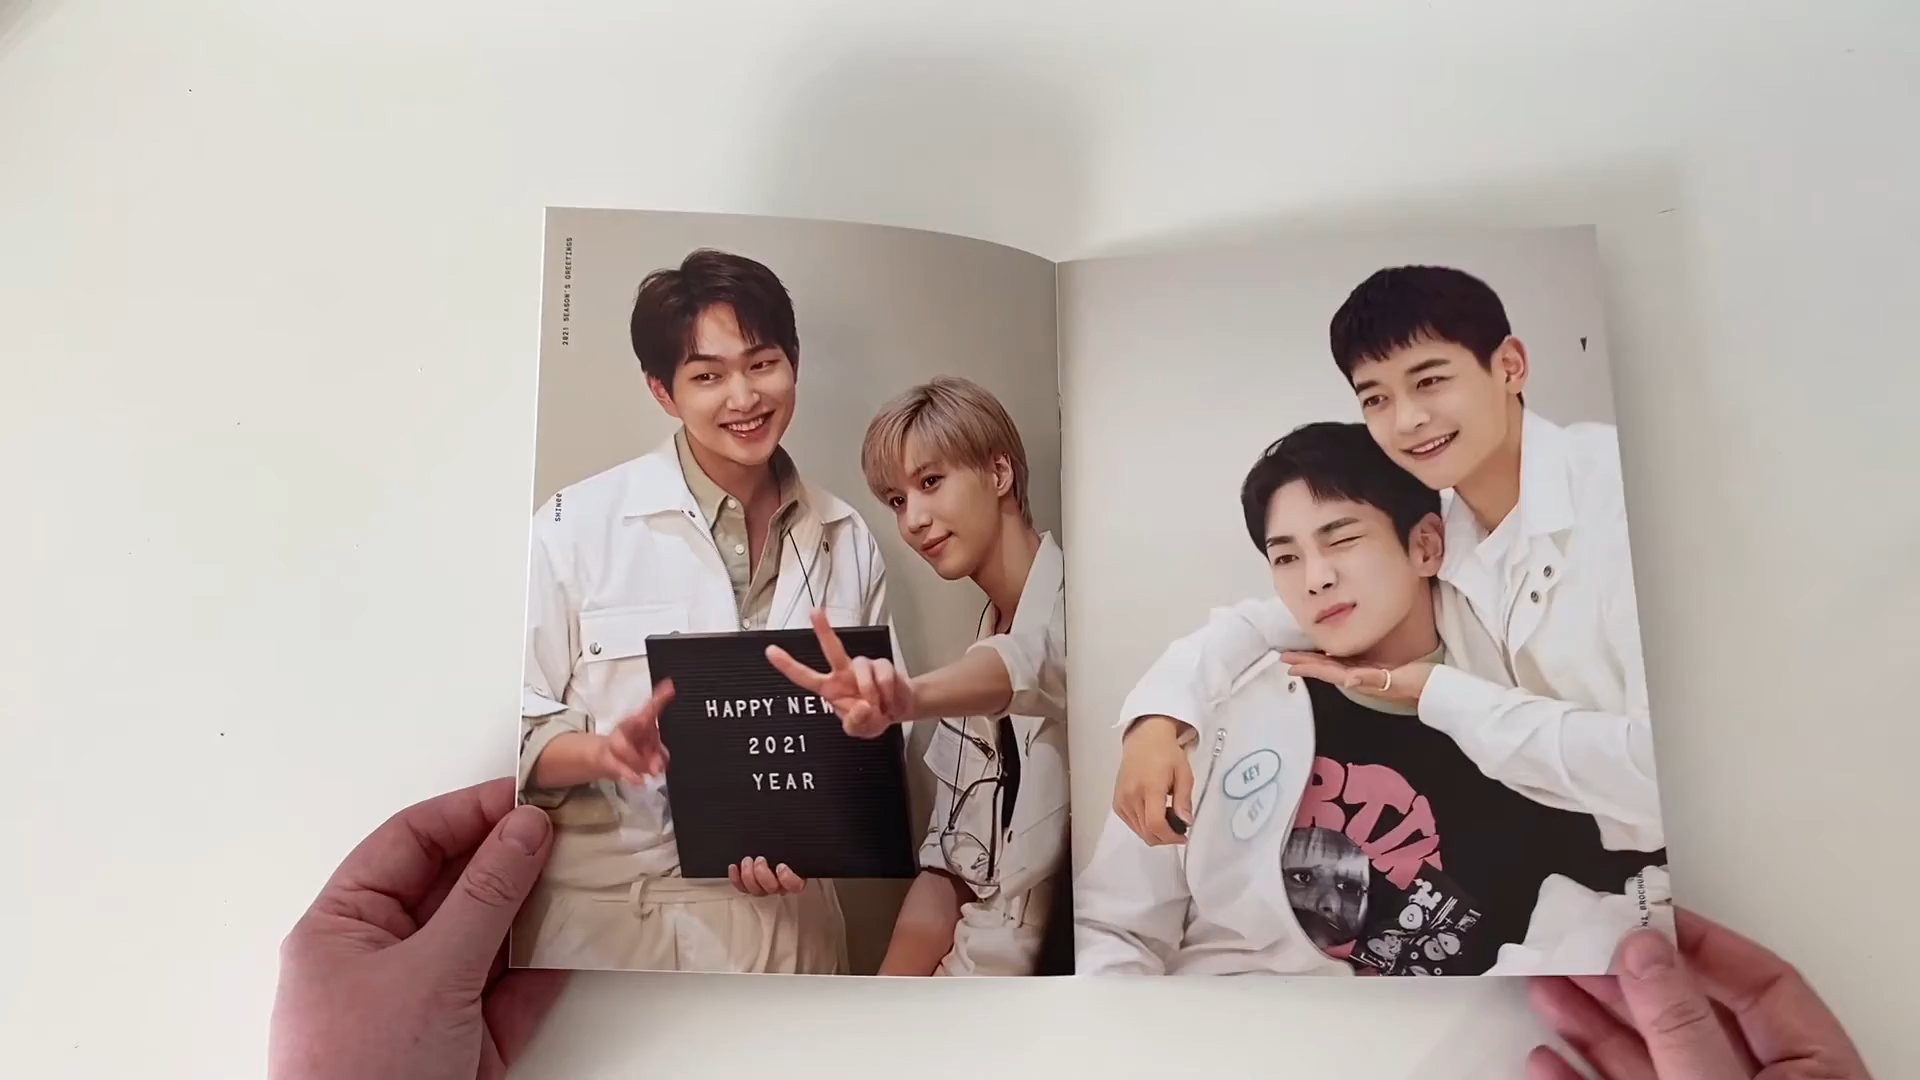 2021 SEASON'S GREETINGS
SHINee
HAPPY NEW
2021
YEAR
KEY
KEY